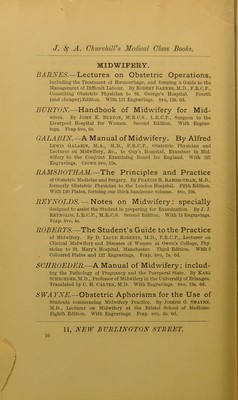 J. & A. Churchill's Medical Class Books.
MIDWIFERY.
BARNES.—Lectures on Obstetric Operations,
including the Treatment of Hæmorrhage, and forming a Guide to the
Management of Difficult Labour. By ROBERT BARNES, M.D., F.R.C.P.,
Consulting Obstetric Physician to St. George's Hospital. Fourth
(and cheaper) Edition. With 121 Engravings. 8vo, 12s. 6d.
BURTON.—Handbook of Midwifery for Mid-
wives. By JOHN E. BURTON, M.R.C.S., L.R.C.P., Surgeon to the
Liverpool Hospital for Women. Second Edition. With Engrav-
ings. Fcap 8vo, 6s.
GALABIN.—A Manual of Midwifery. By Alfred
LEWIS GALABIN, M.A., M.D., F.R.C.P., Obstetric Physician and
Lecturer on Midwifery, &c., to Guy's Hospital, Examiner in Mid-
wifery to the Conjoint Examining Board for England. With 227
Engravings. Crown 8vo, 15s.
RAMSBOTHAM.—The Principles and Practice
of Obstetric Medicine and Surgery. By FRANCIS H. RAMSBOTHAM, M.D.,
formerly Obstetric Physician to the London Hospital. Fifth Edition.
With 120 Plates, forming one thick handsome volume. 8vo, 22s.
REYNOLDS. — Notes on Midwifery: specially
designed to assist the Student in preparing for Examination. By J. J.
REYNOLDS, L.R.C.P., M.R.C.S. Second Edition. With 15 Engravings.
Fcap. 8vo, 4s.
ROBERTS.—The Student's Guide to the Practice
of Midwifery. By D. LLOYD ROBERTS, M.D., F.R.C.P., Lecturer on
Clinical Midwifery and Diseases of Women at Owen's College, Phy-
sician to St. Mary's Hospital, Manchester. Third Edition. With 2
Coloured Plates and 127 Engravings. Fcap. 8vo, 7s. 6d.
SCHROEDER.—A Manual of Midwifery; includ-
ing the Pathology of Pregnancy and the Puerperal State. By KARL
SCHROEDER, M.D., Professor of Midwifery in the University of Erlangen.
Translated by C. H. CARTER, M.D. With Engravings. 8vo, 12s. 6d.
SWAYNE.—Obstetric Aphorisms for the Use of
Students commencing Midwifery Practice. By JOSEPH G. SWAYNE,
M.D., Lecturer on Midwifery at the Bristol School of Medicine.
Eighth Edition. With Engravings. Fcap. 8vo, 3s. 6d.
11, NEW BURLINGTON STREET.